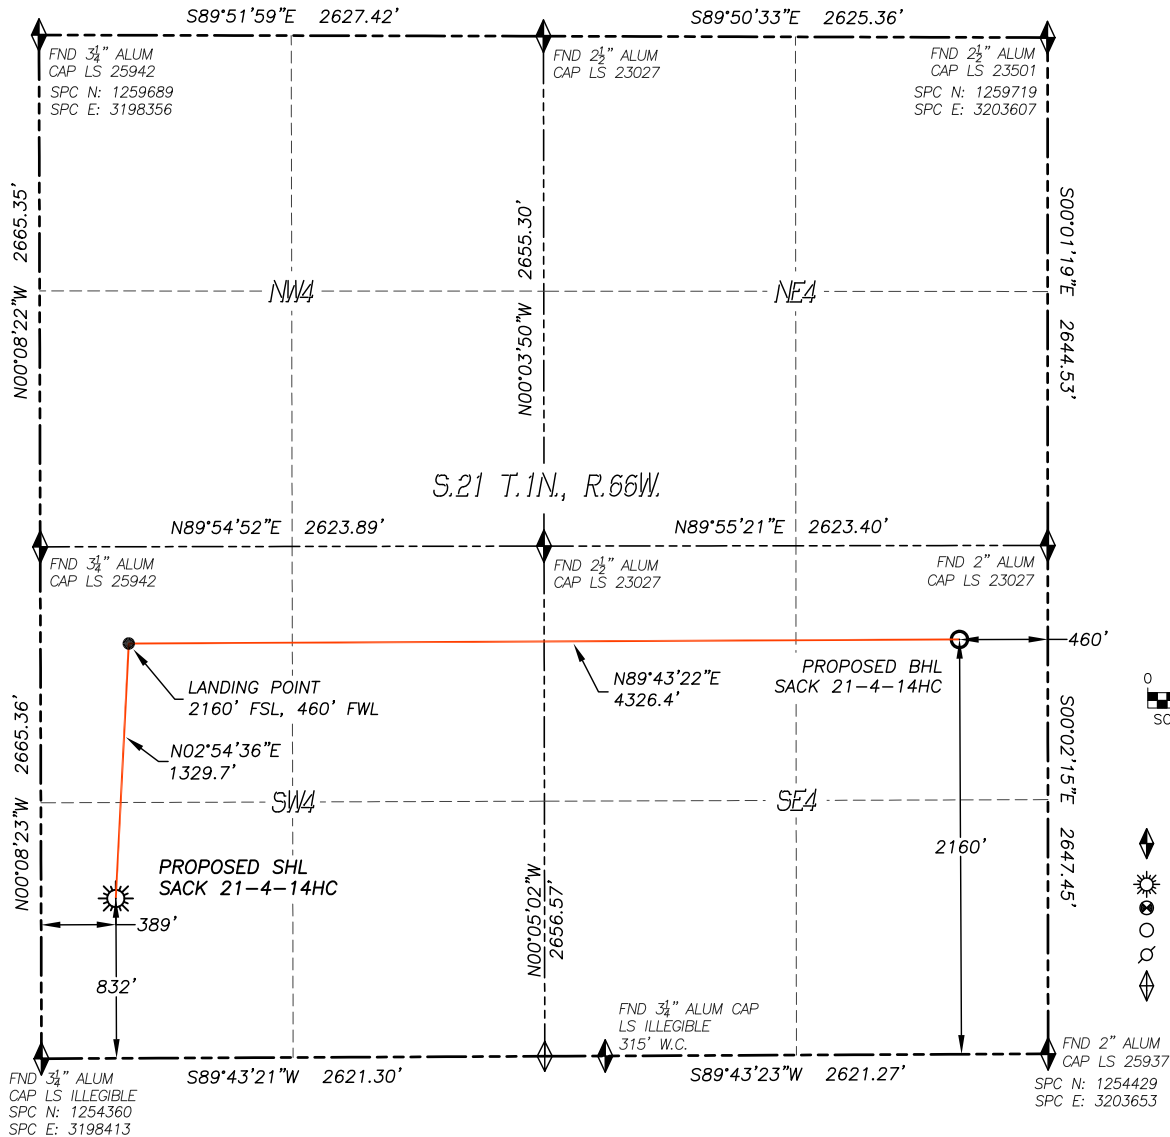 S89°51'59"E 2627.42'
S89°50'33"E 2625.36'
FND 3¼" ALUM
CAP LS 25942
SPC N: 1259689
SPC E: 3198356
FND 2½" ALUM
CAP LS 23027
FND 2½" ALUM
CAP LS 23501
SPC N: 1259719
SPC E: 3203607
N00°08'22"W 2665.35'
N00°03'50"W 2655.30'
S00°01'19"E 2644.53'
NW4
NE4
S.21 T.1N., R.66W.
N89°54'52"E 2623.89'
N89°55'21"E 2623.40'
FND 3¼" ALUM
CAP LS 25942
FND 2½" ALUM
CAP LS 23027
FND 2" ALUM
CAP LS 23027
460'
LANDING POINT
2160' FSL, 460' FWL
N89°43'22"E
4326.4'
PROPOSED BHL
SACK 21-4-14HC
0
SC
N02°54'36"E
1329.7'
N00°08'23"W 2665.36'
S00°02'15"E 2647.45'
SW4
SE4
2160'
PROPOSED SHL
SACK 21-4-14HC
389'
832'
N00°05'02"W
2656.57'
FND 3¼" ALUM CAP
LS ILLEGIBLE
315' W.C.
FND 3¼" ALUM
CAP LS ILLEGIBLE
SPC N: 1254360
SPC E: 3198413
S89°43'21"W 2621.30'
S89°43'23"W 2621.27'
FND 2" ALUM
CAP LS 25937
SPC N: 1254429
SPC E: 3203653